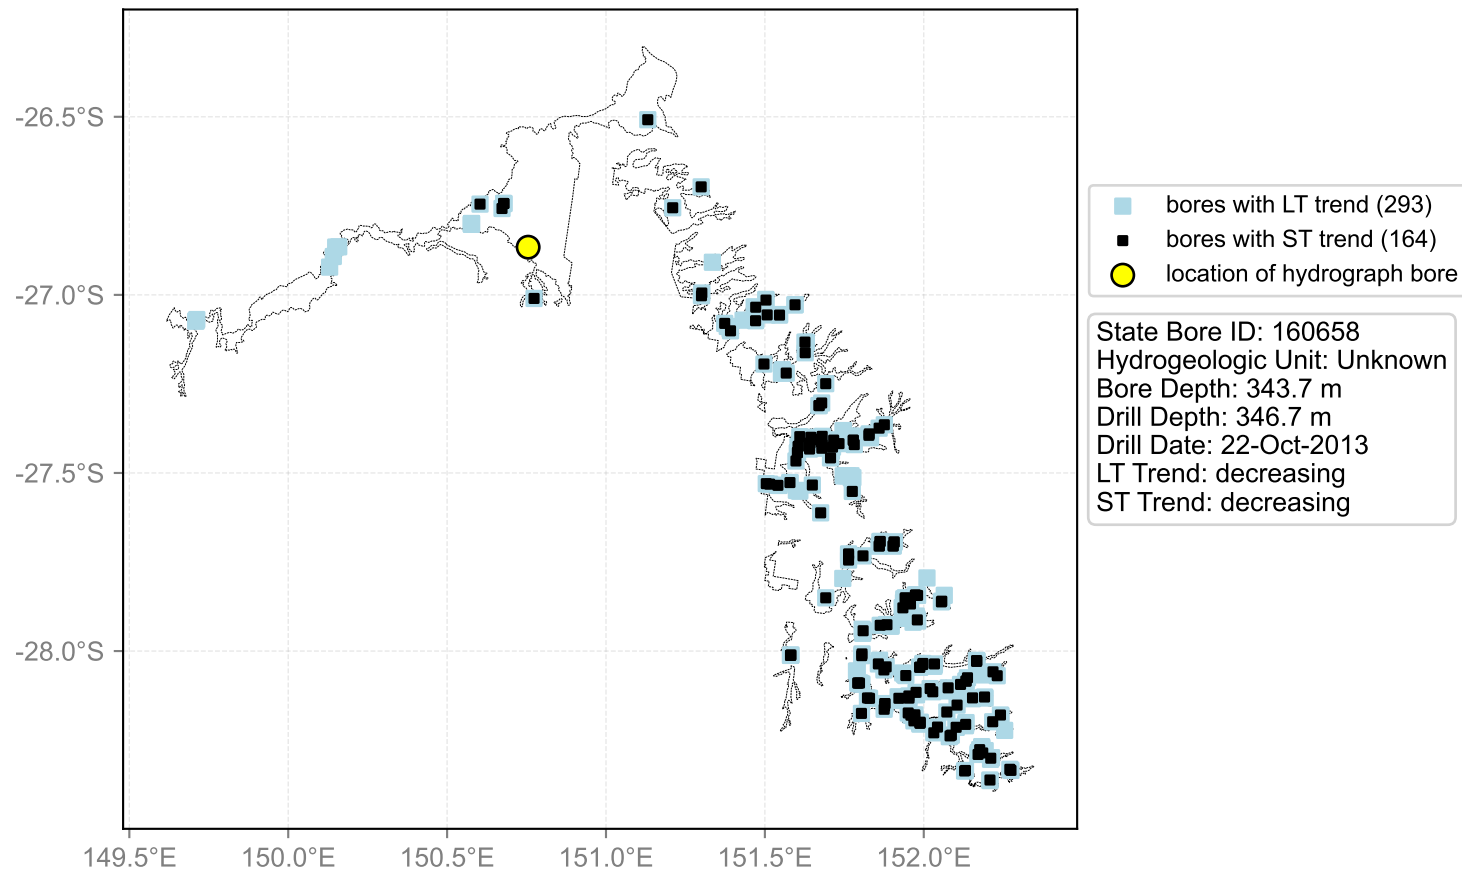 -26.5°S
-27.0°S
-27.5°S
-28.0°S
149.5°E 150.0°E 150.5°E 151.0°E 151.5°E 152.0°E
bores with LT trend (293)
bores with ST trend (164)
location of hydrograph bore
State Bore ID: 160658
Hydrogeologic Unit: Unknown
Bore Depth: 343.7 m
Drill Depth: 346.7 m
Drill Date: 22-Oct-2013
LT Trend: decreasing
ST Trend: decreasing